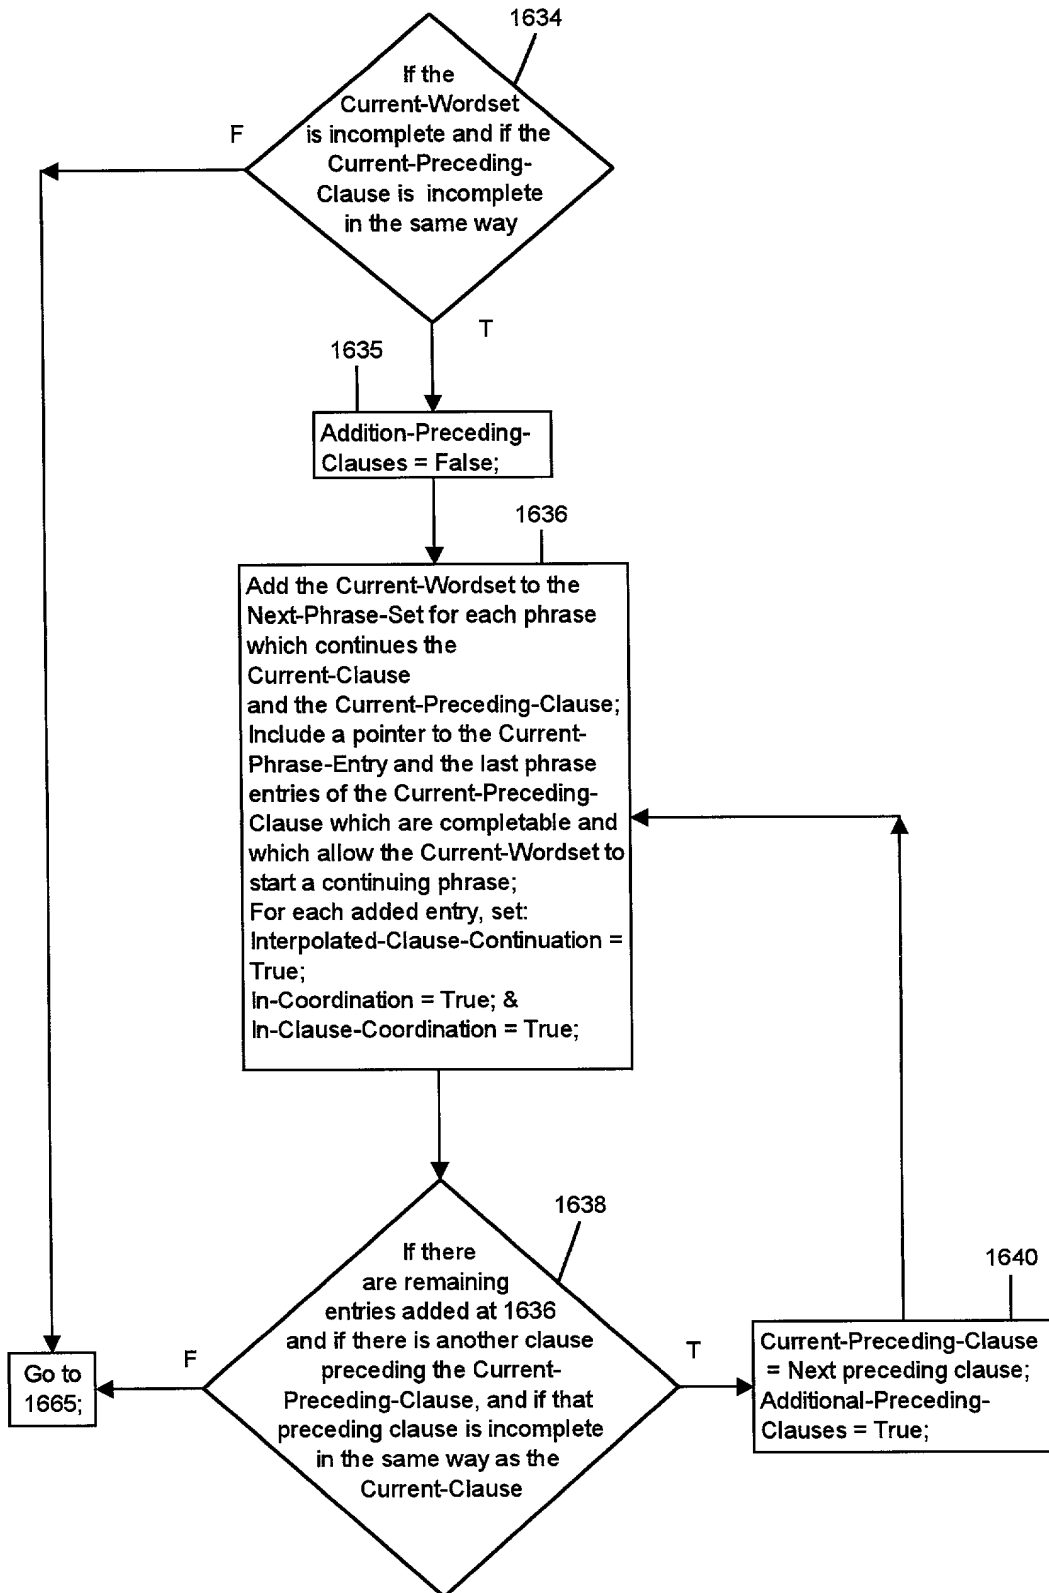 1634
If the
Current-Wordset
is incomplete and if the
Current-Preceding-
Clause is incomplete
in the same way
F
T
1635
Addition-Preceding-
Clauses = False;
1636
Add the Current-Wordset to the
Next-Phrase-Set for each phrase
which continues the
Current-Clause
and the Current-Preceding-Clause;
Include a pointer to the Current-
Phrase-Entry and the last phrase
entries of the Current-Preceding-
Clause which are completable and
which allow the Current-Wordset to
start a continuing phrase;
For each added entry, set:
Interpolated-Clause-Continuation =
True;
In-Coordination = True; &
In-Clause-Coordination = True;
1638
If there
are remaining
entries added at 1636
and if there is another clause
preceding the Current-
Preceding-Clause, and if that
preceding clause is incomplete
in the same way as the
Current-Clause
F
T
Go to
1665;
1640
Current-Preceding-Clause
= Next preceding clause;
Additional-Preceding-
Clauses = True;